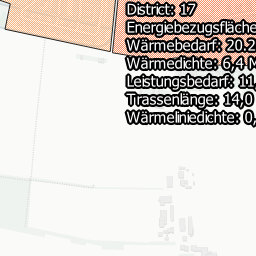 District: 17
Energiebezugsfläche
Wärmebedarf: 20.2
Wärmedichte: 6,4 M
Leistungsbedarf: 11,
Trassenlänge: 14,0
Wärmeliniedichte: 0,